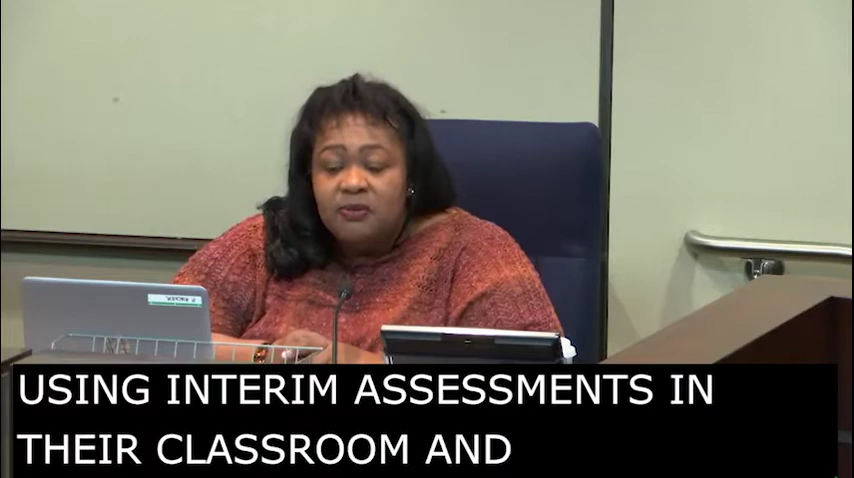 USING INTERIM ASSESSMENTS IN
THEIR CLASSROOM AND